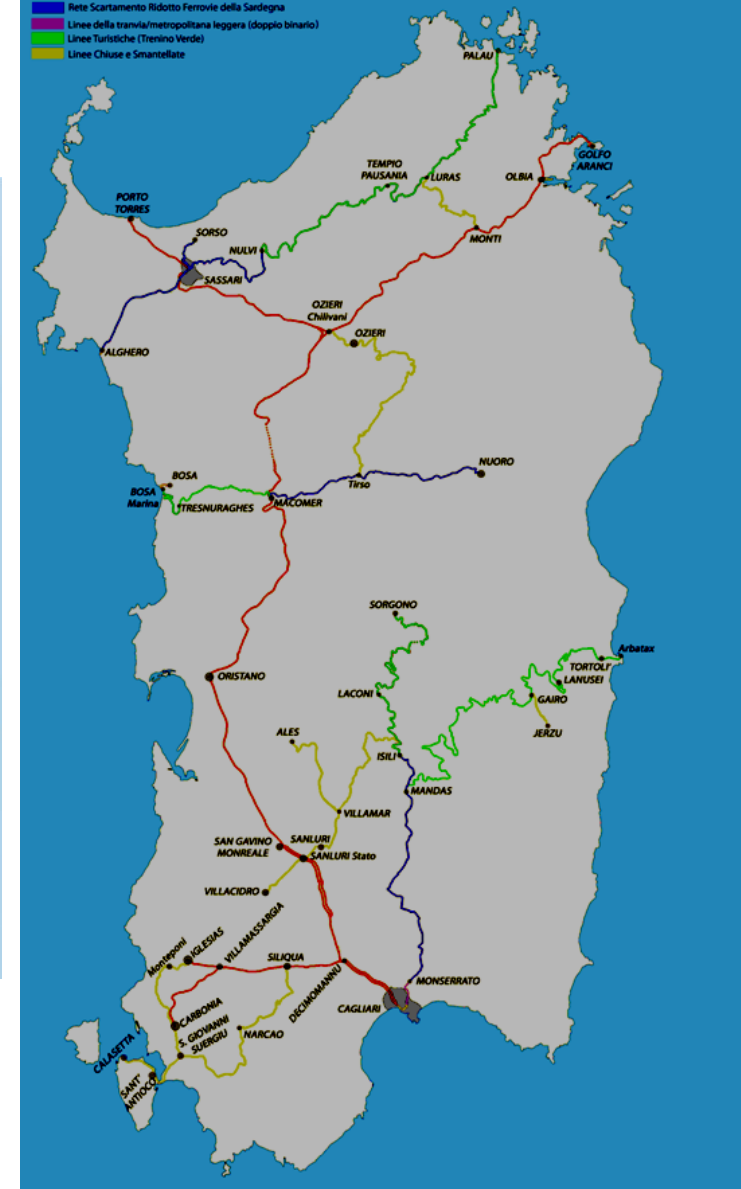 Rete Scartamento Ridotto Ferrovie della Sardegna
Linee della tranvia/metropolitana leggera (doppio binario)
Linee Turistiche (Trenino Verde)
Linee Chiuse e Smantellate
PALAU
GOLFO
ARANCI
TEMPIO
PAUSANIA
LURAS
OLBIA
PORTO
TORRES
SORSO
NULVI
MONTI
SASSARI
OZIERI
Chilivani
OZIERI
ALGHERO
NUORO
BOSA
Tirso
BOSA
Marina
TRESNURAGHES
MACOMER
SORGONO
Arbatax
TORTOLI'
LANUSEI
ORISTANO
LACONI
GAIRO
JERZU
ALES
ISILI
MANDAS
VILLAMAR
SAN GAVINO
MONREALE
SANLURI
SANLURI Stato
VILLACIDRO
Monteponi
IGLESIAS
VILLAMASSARGIA
SILIQUA
DECIMOMANNU
MONSERRATO
CAGLIARI
CARBONIA
S. GIOVANNI
SUERGIU
NARCAO
CALASETTA
SANT'
ANTIOCO